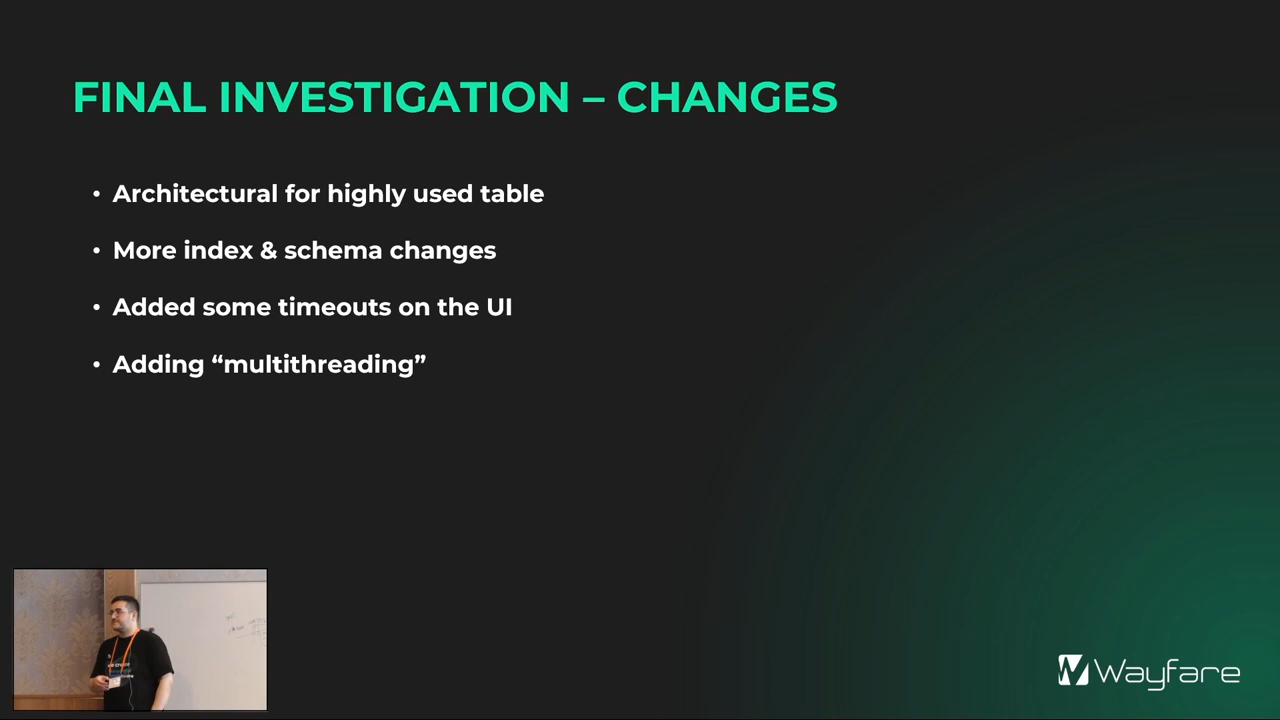 FINAL INVESTIGATION – CHANGES
• Architectural for highly used table
• More index & schema changes
• Added some timeouts on the UI
• Adding “multithreading”
Wayfare